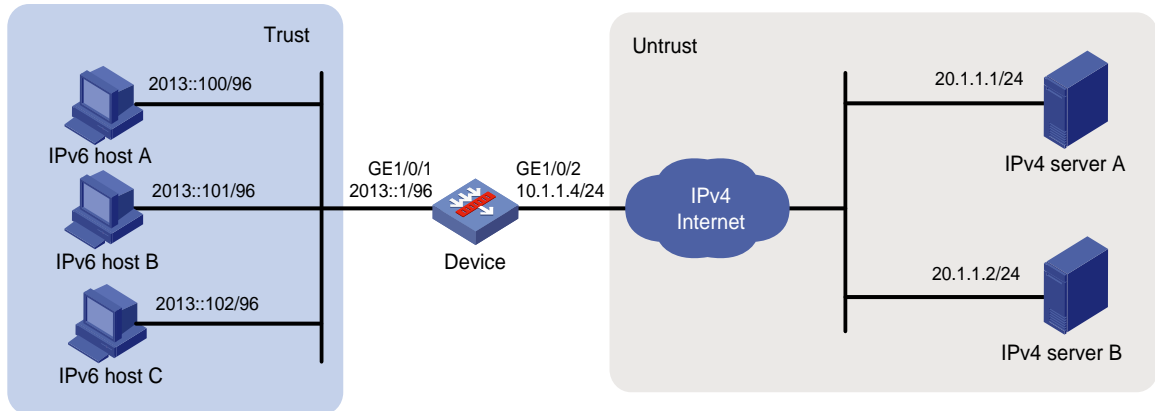 Trust
2013::100/96
IPv6 host A
2013::101/96
IPv6 host B
2013::102/96
IPv6 host C
GE1/0/1
2013::1/96
Device
GE1/0/2
10.1.1.4/24
IPv4
Internet
Untrust
20.1.1.1/24
IPv4 server A
20.1.1.2/24
IPv4 server B